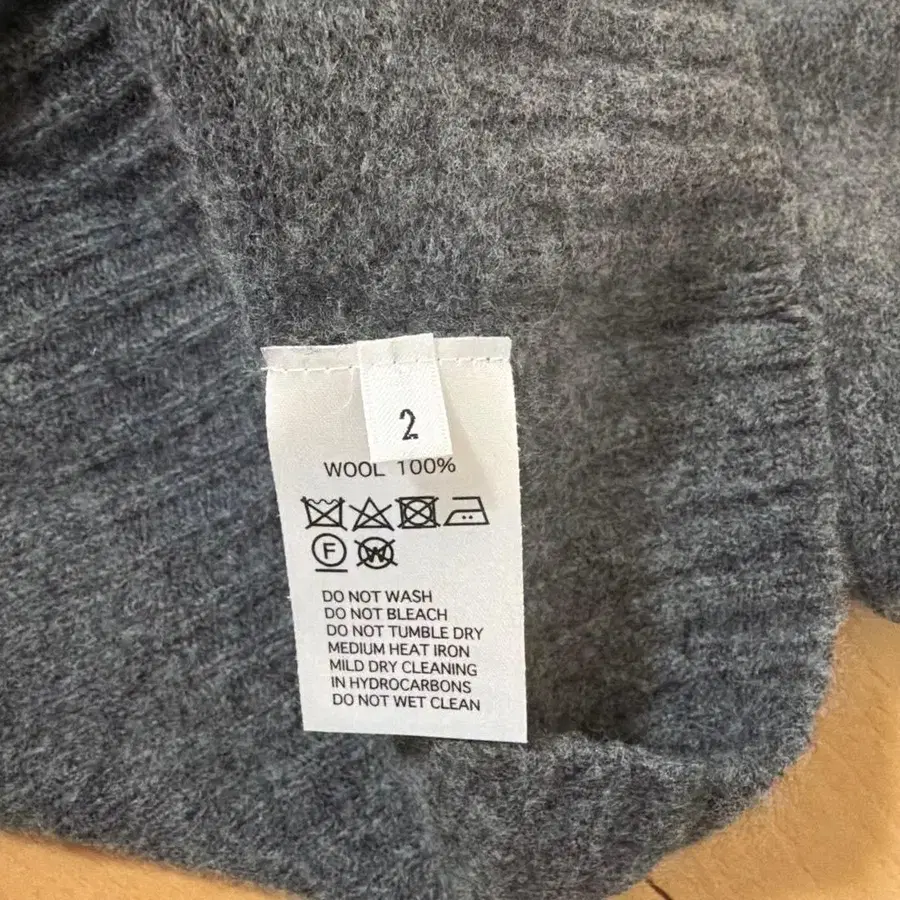 2
WOOL 100%
F
W
DO NOT WASH
DO NOT BLEACH
DO NOT TUMBLE DRY
MEDIUM HEAT IRON
MILD DRY CLEANING
IN HYDROCARBONS
DO NOT WET CLEAN